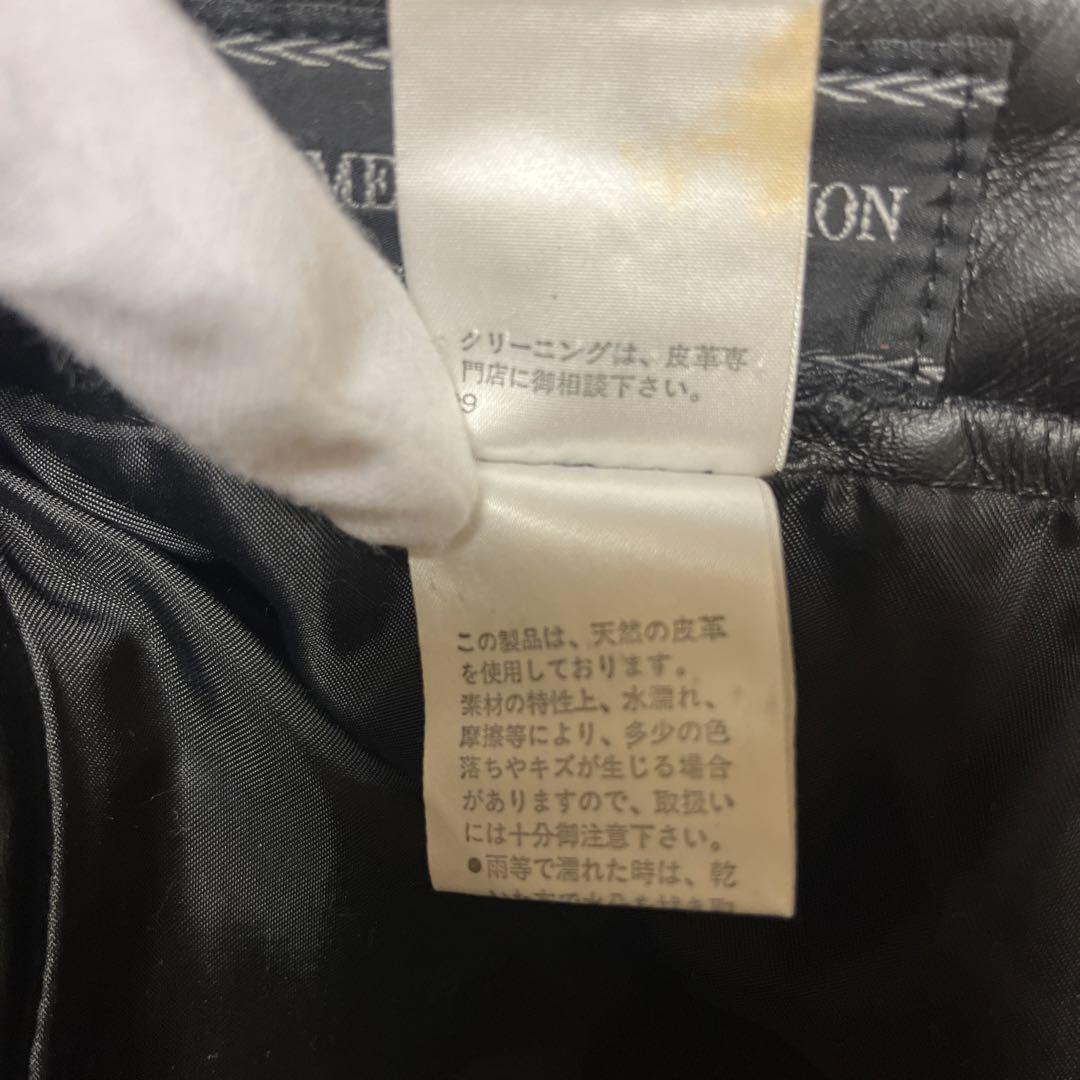 ME
ION
クリーニングは、皮革専
門店に御相談下さい。
9
この製品は、天然の皮革
を使用しております。
素材の特性上、水濡れ、
摩擦等により、多少の色
落ちやキズが生じる場合
がありますので、取扱い
には十分御注意下さい。
●雨等で濡れた時は、乾